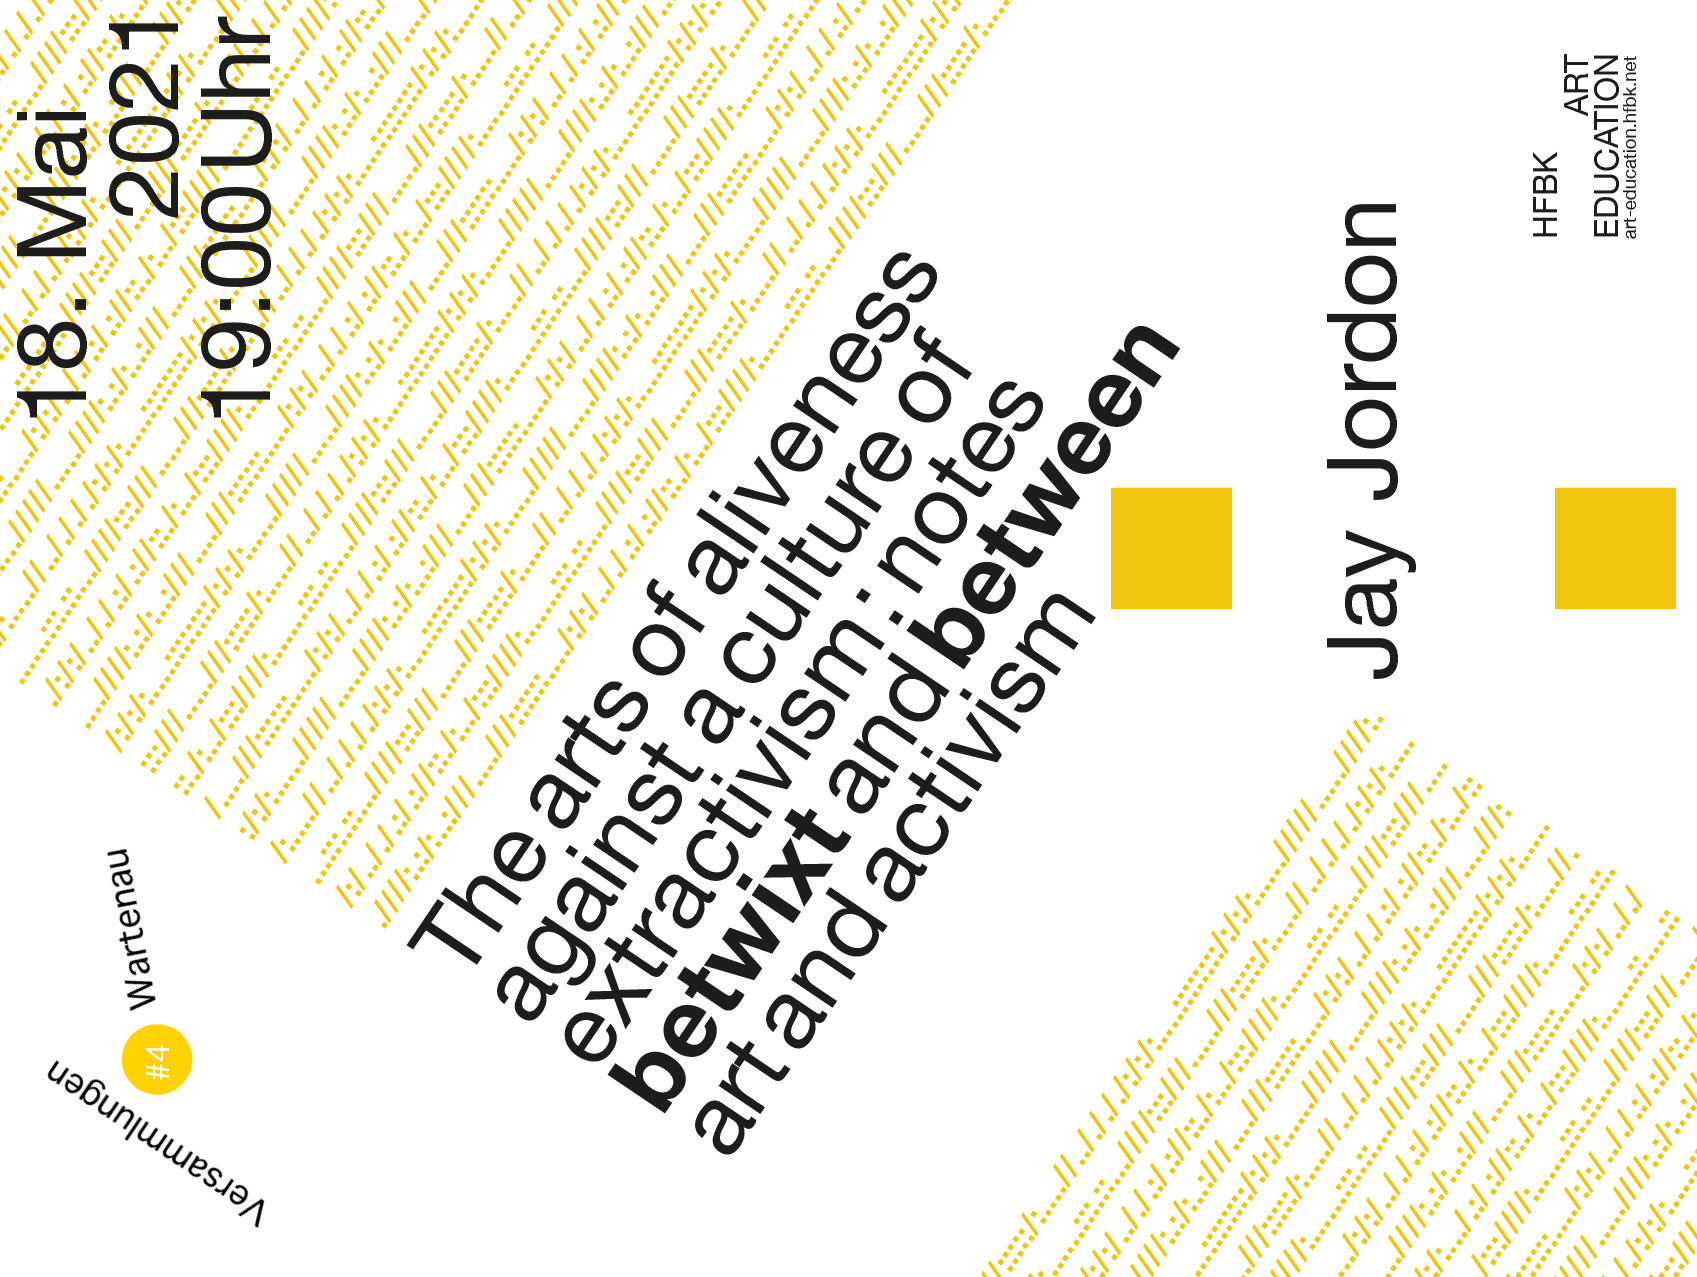 18. Mai
2021
19:00 Uhr
HFBK
ART
EDUCATION
art-education.hfbk.net
The arts of aliveness
against a culture of
extractivism: notes
betwixt and between
art and activism
Jay Jordon
Versammlungen
#4
Wartenau